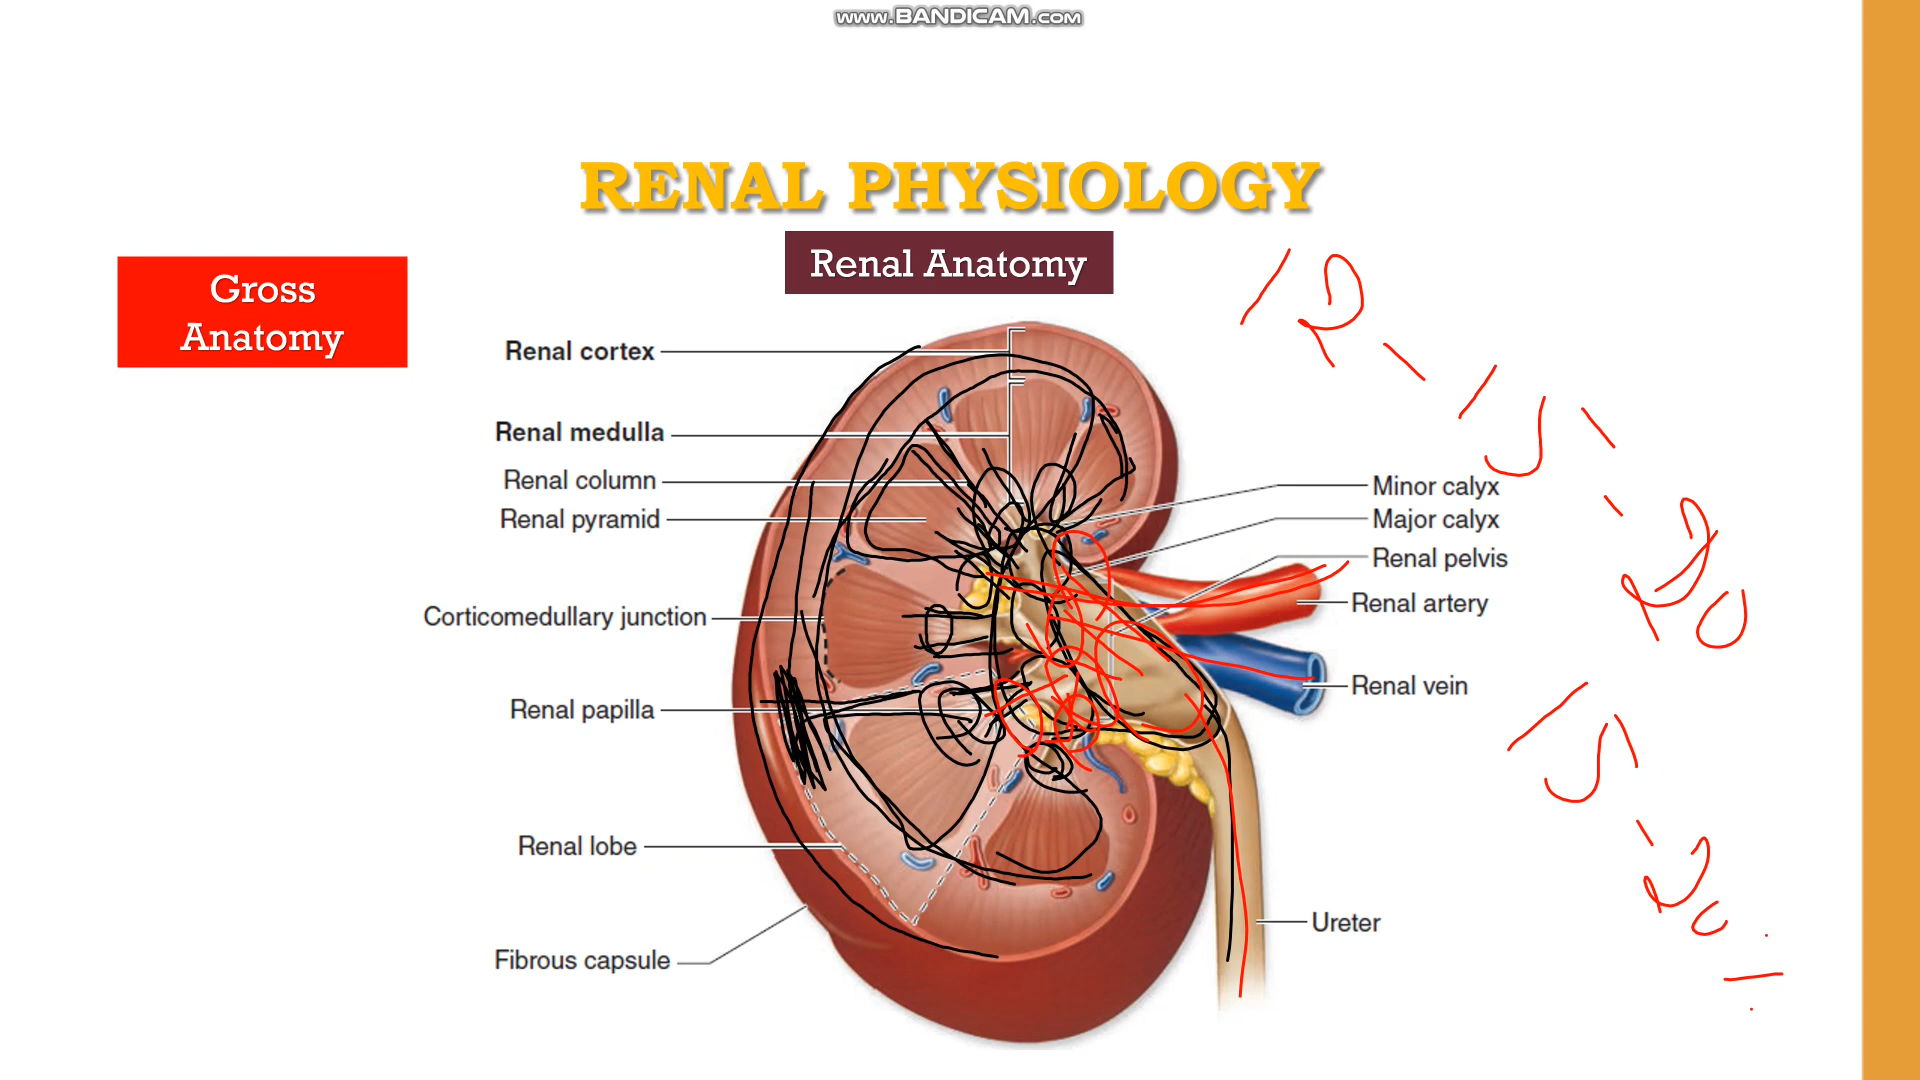 www.BANDICAM.com
RENAL PHYSIOLOGY
Renal Anatomy
Gross
Anatomy
Renal cortex
Renal medulla
Renal column
Renal pyramid
Corticomedullary junction
Renal papilla
Renal lobe
Fibrous capsule
Minor calyx
Major calyx
Renal pelvis
Renal artery
Renal vein
Ureter